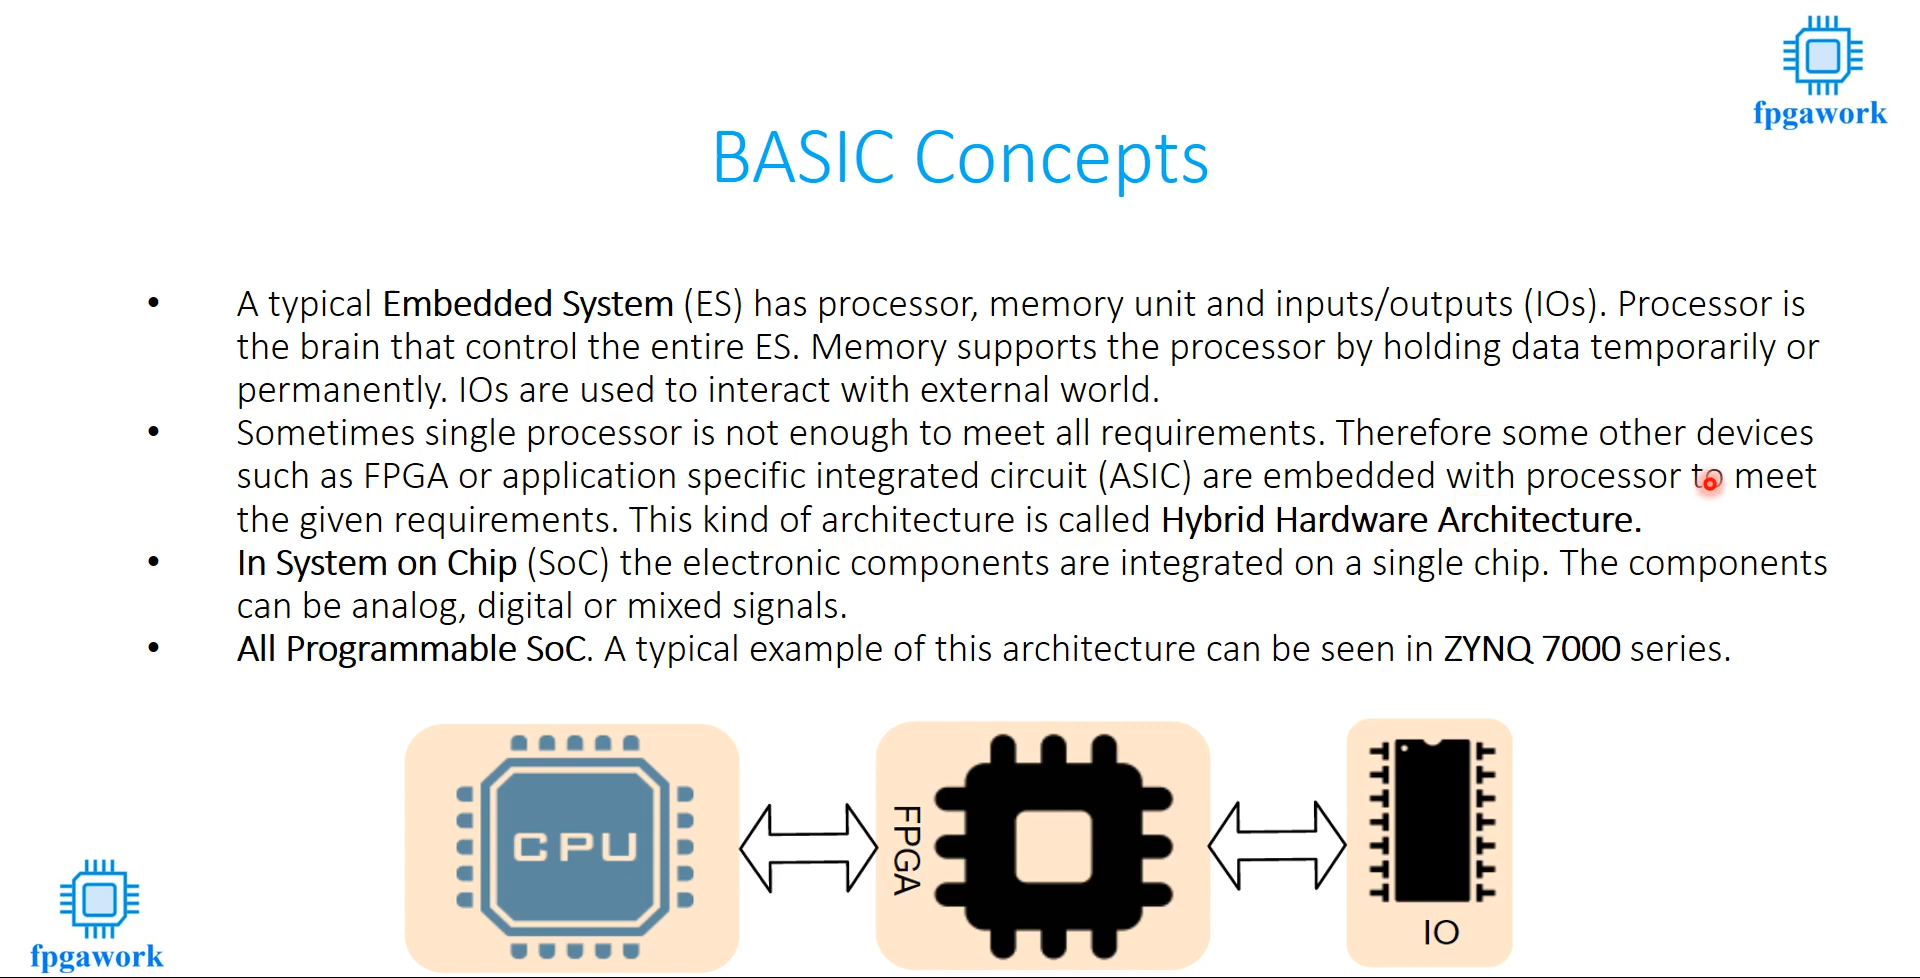 fpgawork
BASIC Concepts
• A typical Embedded System (ES) has processor, memory unit and inputs/outputs (IOs). Processor is
the brain that control the entire ES. Memory supports the processor by holding data temporarily or
permanently. IOs are used to interact with external world.
• Sometimes single processor is not enough to meet all requirements. Therefore some other devices
such as FPGA or application specific integrated circuit (ASIC) are embedded with processor to meet
the given requirements. This kind of architecture is called Hybrid Hardware Architecture.
• In System on Chip (SoC) the electronic components are integrated on a single chip. The components
can be analog, digital or mixed signals.
• All Programmable SoC. A typical example of this architecture can be seen in ZYNQ 7000 series.
CPU
FPGA
IO
fpgawork